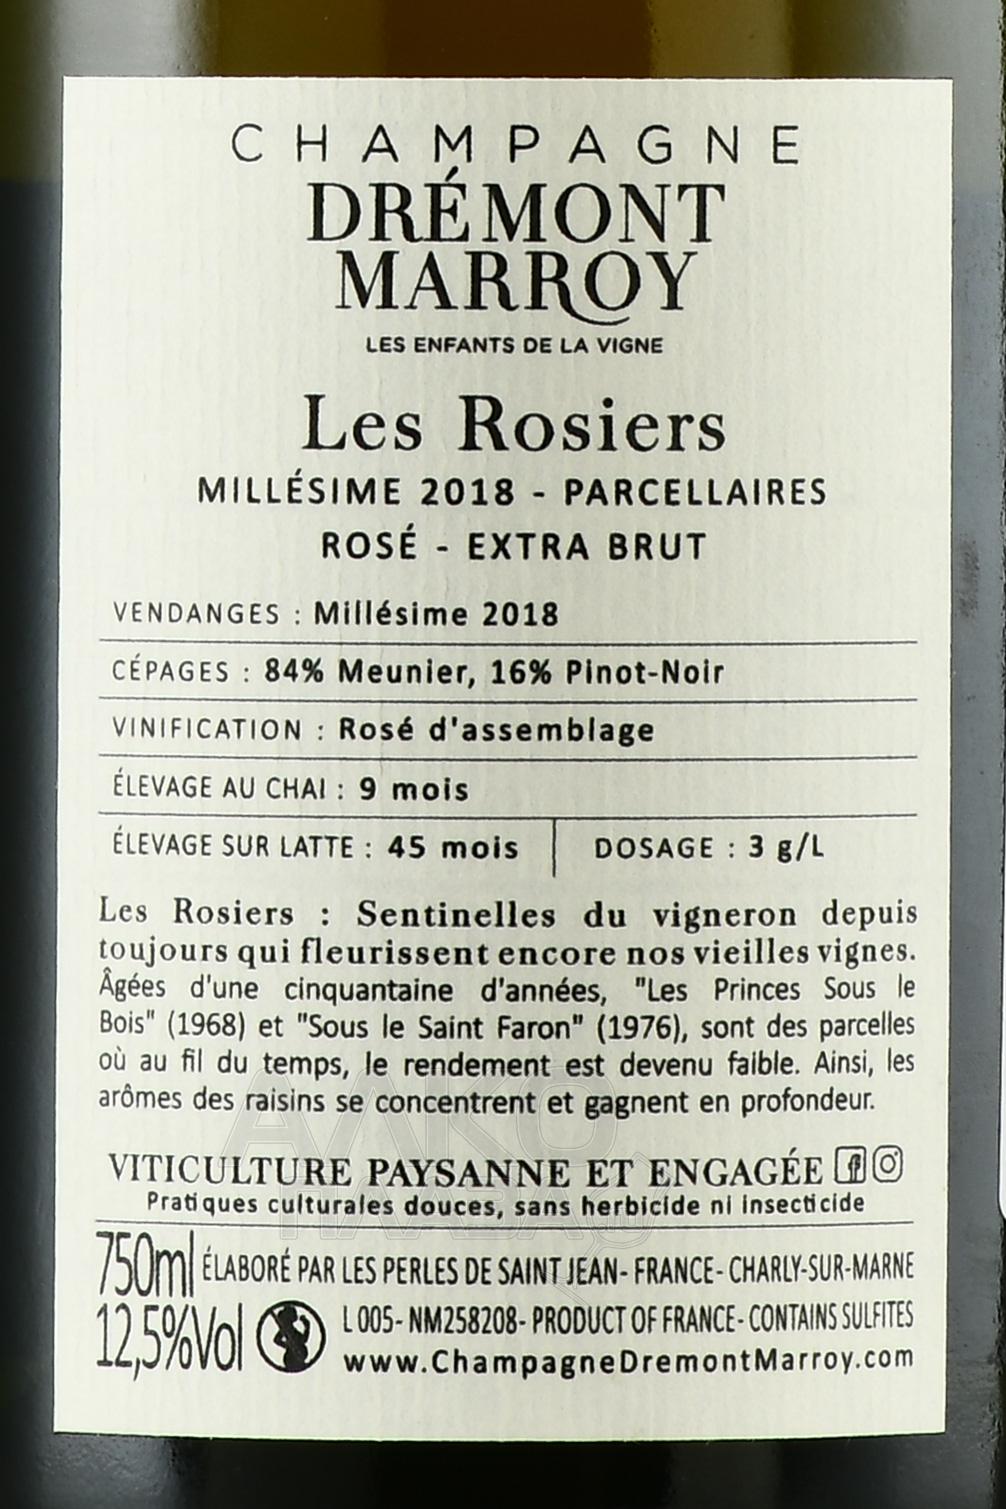 CHAMPAGNE
DRÉMONT
MARROY
LES ENFANTS DE LA VIGNE
Les Rosiers
MILLÉSIME 2018 - PARCELLAIRES
ROSÉ - EXTRA BRUT
VENDANGES : Millésime 2018
CÉPAGES : 84% Meunier, 16% Pinot-Noir
VINIFICATION : Rosé d'assemblage
ÉLEVAGE AU CHAI : 9 mois
ÉLEVAGE SUR LATTE : 45 mois DOSAGE : 3 g/L
Les Rosiers : Sentinelles du vigneron depuis
toujours qui fleurissent encore nos vieilles vignes.
Âgées d'une cinquantaine d'années, "Les Princes Sous le
Bois" (1968) et "Sous le Saint Faron" (1976), sont des parcelles
où au fil du temps, le rendement est devenu faible. Ainsi, les
arômes des raisins se concentrent et gagnent en profondeur.
VITICULTURE PAYSANNE ET ENGAGÉE
Pratiques culturales douces, sans herbicide ni insecticide
750ml ÉLABORÉ PAR LES PERLES DE SAINT JEAN- FRANCE- CHARLY-SUR-MARNE
12,5%Vol L 005- NM258208- PRODUCT OF FRANCE- CONTAINS SULFITES
www.ChampagneDremontMarroy.com